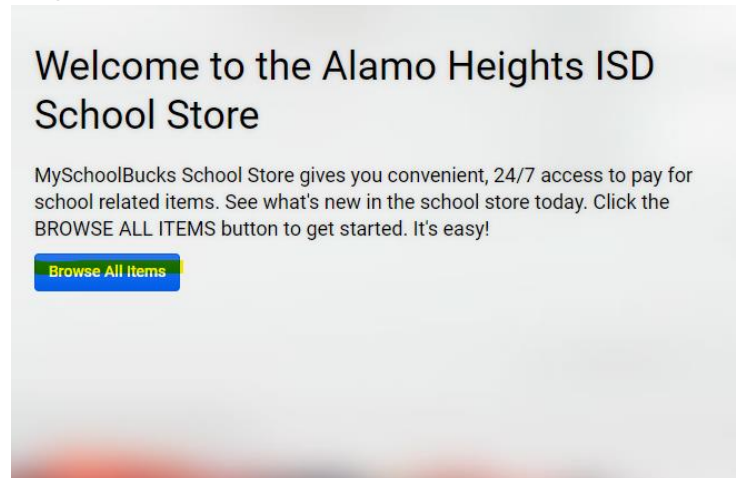 Welcome to the Alamo Heights ISD
School Store
MySchoolBucks School Store gives you convenient, 24/7 access to pay for
school related items. See what's new in the school store today. Click the
BROWSE ALL ITEMS button to get started. It's easy!
Browse All Items